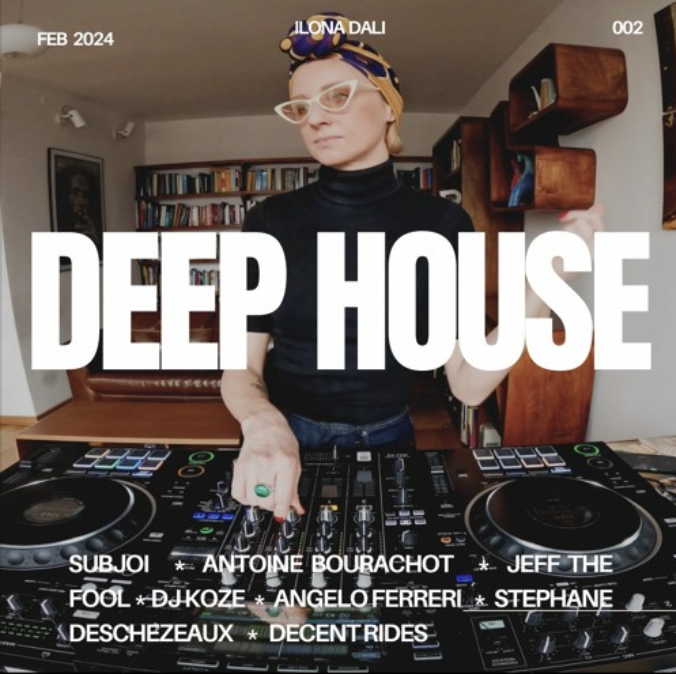 ILONA DALI
002
FEB 2024
DEEP HOUSE
SUBJOI * ANTOINE BOURACHOT * JEFF THE
FOOL * DJ KOZE * ANGELO FERRERI * STEPHANE
DESCHEZEAUX * DECENT RIDES